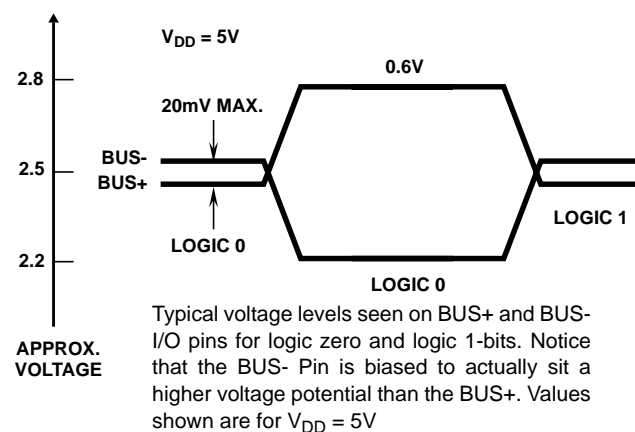 V_DD = 5V
2.8
0.6V
20mV MAX.
BUS-
2.5
BUS+
LOGIC 0
LOGIC 1
2.2
LOGIC 0
APPROX.
VOLTAGE
Typical voltage levels seen on BUS+ and BUS-
I/O pins for logic zero and logic 1-bits. Notice
that the BUS- Pin is biased to actually sit a
higher voltage potential than the BUS+. Values
shown are for V_DD = 5V